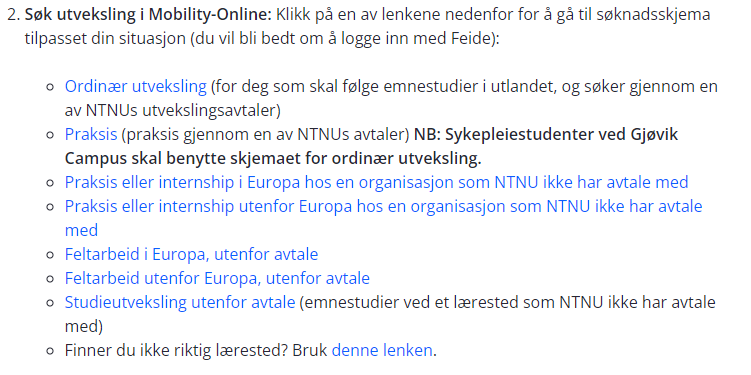 2. Søk utveksling i Mobility-Online: Klikk på en av lenkene nedenfor for å gå til søknadsskjema
tilpasset din situasjon (du vil bli bedt om å logge inn med Feide):
Ordinær utveksling (for deg som skal følge emnestudier i utlandet, og søker gjennom en
av NTNUs utvekslingsavtaler)
Praksis (praksis gjennom en av NTNUs avtaler) NB: Sykepleiestudenter ved Gjøvik
Campus skal benytte skjemaet for ordinær utveksling.
Praksis eller internship i Europa hos en organisasjon som NTNU ikke har avtale med
Praksis eller internship utenfor Europa hos en organisasjon som NTNU ikke har avtale
med
Feltarbeid i Europa, utenfor avtale
Feltarbeid utenfor Europa, utenfor avtale
Studieutveksling utenfor avtale (emnestudier ved et lærested som NTNU ikke har avtale
med)
Finner du ikke riktig lærested? Bruk denne lenken.